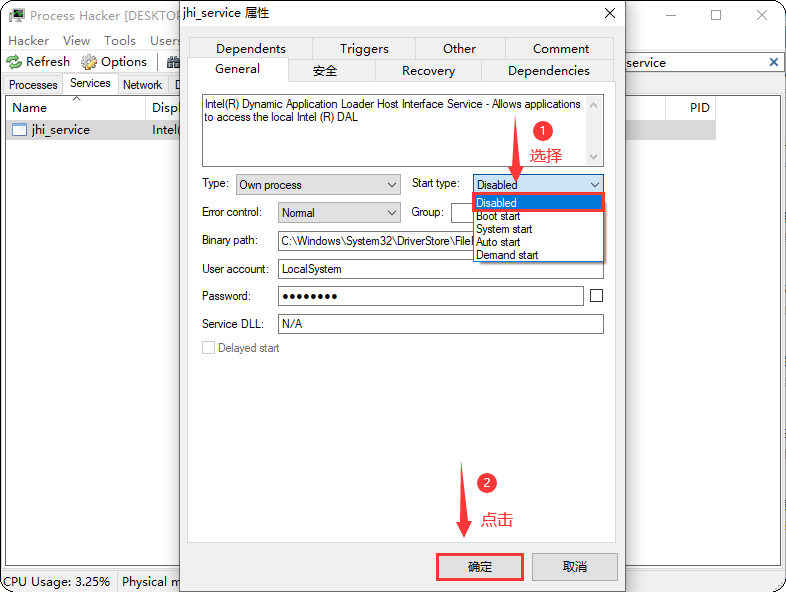 Process Hacker [DESKTOP
jhi_service 属性
Hacker View Tools Users
Refresh Options
service
Processes Services Network D
Name Displ PID
jhi_service Intel(
Dependents Triggers Other Comment
General 安全 Recovery Dependencies
Intel(R) Dynamic Application Loader Host Interface Service - Allows applications
to access the local Intel (R) DAL
1
选择
Type: Own process Start type: Disabled
Disabled
Error control: Normal Group: Boot start
System start
Binary path: C:\Windows\System32\DriverStore\FileR Auto start
Demand start
User account: LocalSystem
Password: ●●●●●●●●
Service DLL: N/A
Delayed start
2
点击
确定 取消
CPU Usage: 3.25% Physical m